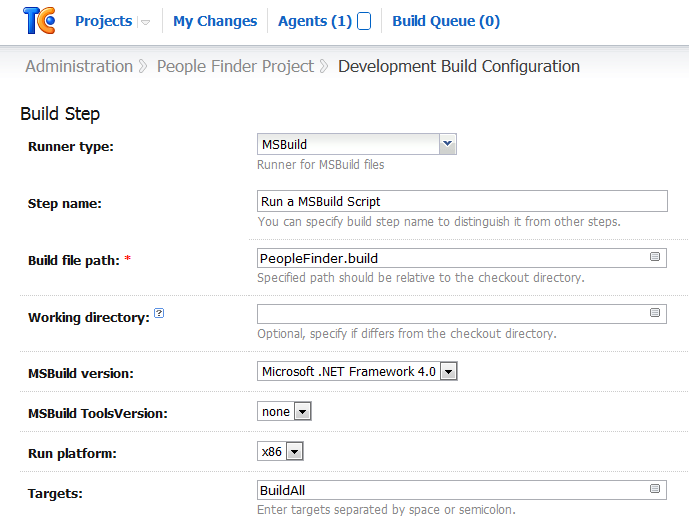 TC Projects My Changes Agents (1) Build Queue (0)
Administration People Finder Project Development Build Configuration
Build Step
Runner type: MSBuild
Runner for MSBuild files
Step name: Run a MSBuild Script
You can specify build step name to distinguish it from other steps.
Build file path: * PeopleFinder.build
Specified path should be relative to the checkout directory.
Working directory: ?
Optional, specify if differs from the checkout directory.
MSBuild version: Microsoft .NET Framework 4.0
MSBuild ToolsVersion: none
Run platform: x86
Targets: BuildAll
Enter targets separated by space or semicolon.